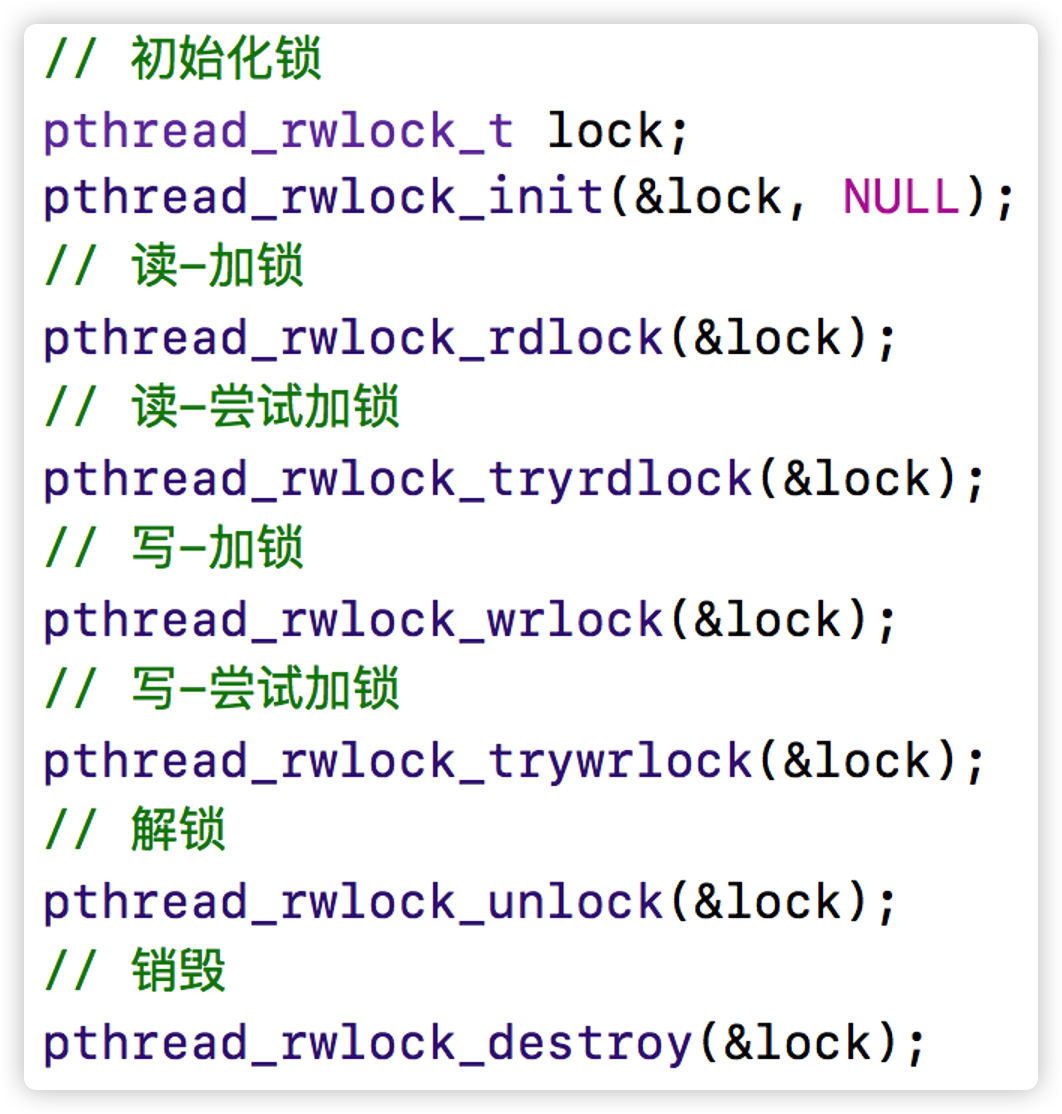 // 初始化锁
pthread_rwlock_t lock;
pthread_rwlock_init(&lock, NULL);
// 读-加锁
pthread_rwlock_rdlock(&lock);
// 读-尝试加锁
pthread_rwlock_tryrdlock(&lock);
// 写-加锁
pthread_rwlock_wrlock(&lock);
// 写-尝试加锁
pthread_rwlock_trywrlock(&lock);
// 解锁
pthread_rwlock_unlock(&lock);
// 销毁
pthread_rwlock_destroy(&lock);